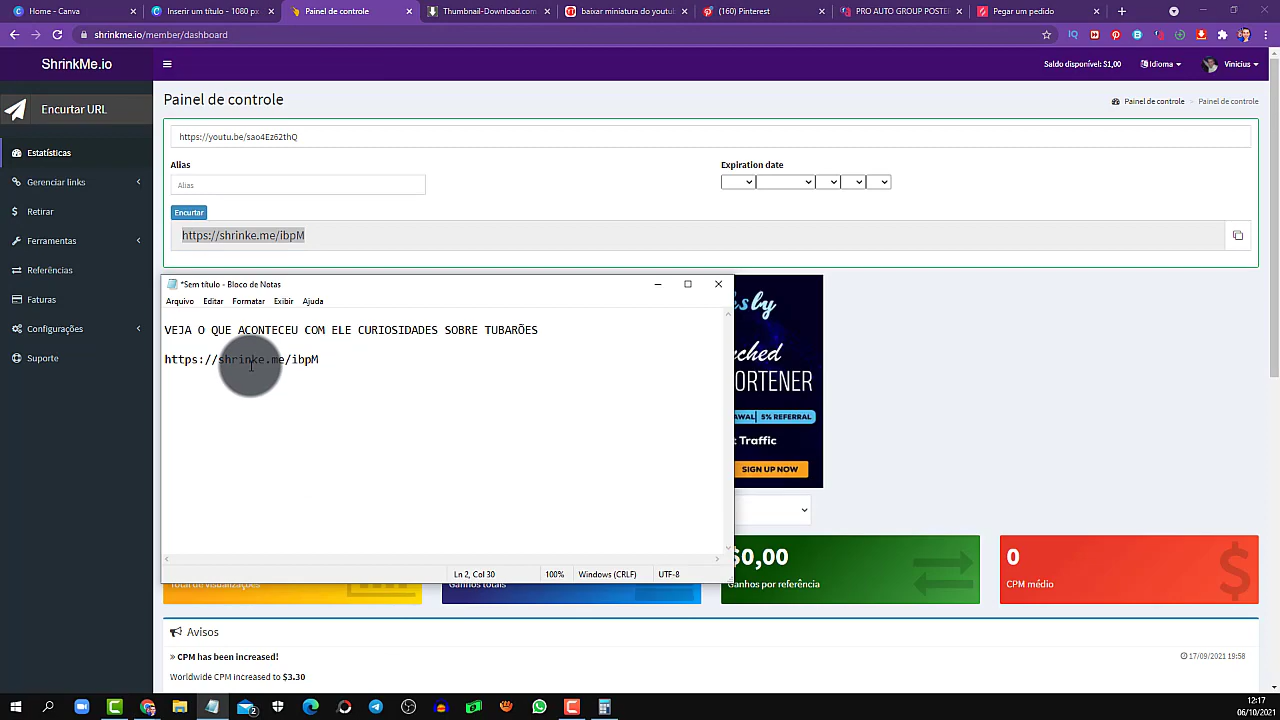 Home - Canva
Inserir um título - 1080 px
Painel de controle
Thumbnail-Download.com
baixar miniatura do youtu
(160) Pinterest
PRO AUTO GROUP POSTER
Pegar um pedido
shrinkme.io/member/dashboard
ShrinkMe.io
Saldo disponível: $1,00
Idioma
Vinicius
Encurtar URL
Estatísticas
Gerenciar links
Retirar
Ferramentas
Referências
Faturas
Configurações
Suporte
Painel de controle
Painel de controle > Painel de controle
https://youtu.be/sao4Ez62thQ
Alias
Expiration date
Alias
Encurtar
https://shrinke.me/ibpM
*Sem título - Bloco de Notas
Arquivo Editar Formatar Exibir Ajuda
VEJA O QUE ACONTECEU COM ELE CURIOSIDADES SOBRE TUBARÕES
https://shrinke.me/ibpM
Ln 2, Col 30 100% Windows (CRLF) UTF-8
SHORTENER
5% REFERRAL
Traffic
SIGN UP NOW
Total de visualizações
Ganhos totais
$0,00
Ganhos por referência
0
CPM médio
Avisos
» CPM has been increased!
17/09/2021 19:58
Worldwide CPM increased to $3.30
12:17
06/10/2021